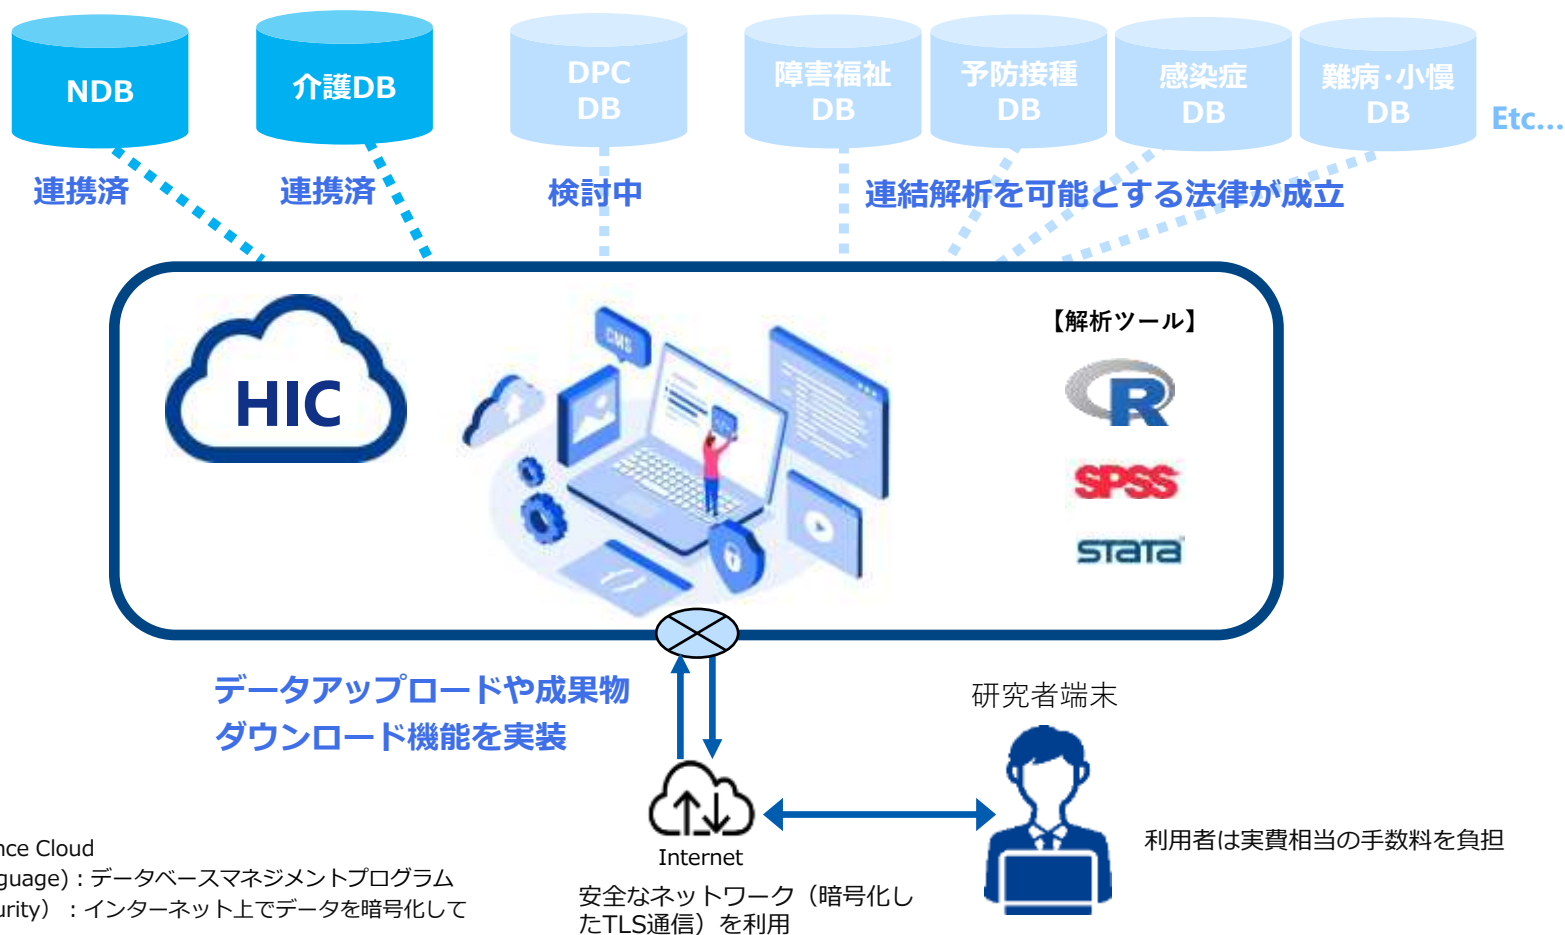 NDB
介護DB
DPC
DB
障害福祉
DB
予防接種
DB
感染症
DB
難病・小慢
DB
Etc…
連携済
連携済
検討中
連結解析を可能とする法律が成立
HIC
CMS
【解析ツール】
R
SPSS
STATA
データアップロードや成果物
ダウンロード機能を実装
研究者端末
Internet
利用者は実費相当の手数料を負担
安全なネットワーク（暗号化し
たTLS通信）を利用
nce Cloud
guage)：データベースマネジメントプログラム
urity）：インターネット上でデータを暗号化して